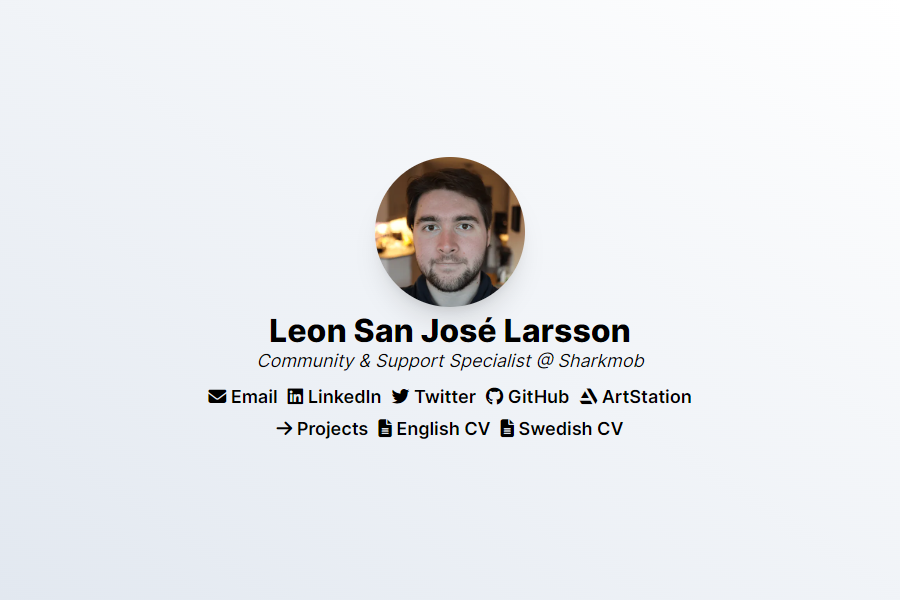 Leon San José Larsson
Community & Support Specialist @ Sharkmob
Email LinkedIn Twitter GitHub ArtStation
Projects English CV Swedish CV